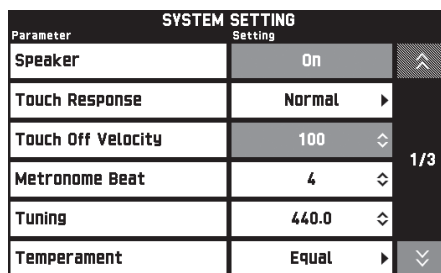 SYSTEM SETTING
Parameter Setting
Speaker On
Touch Response Normal
Touch Off Velocity 100
1/3
Metronome Beat 4
Tuning 440.0
Temperament Equal